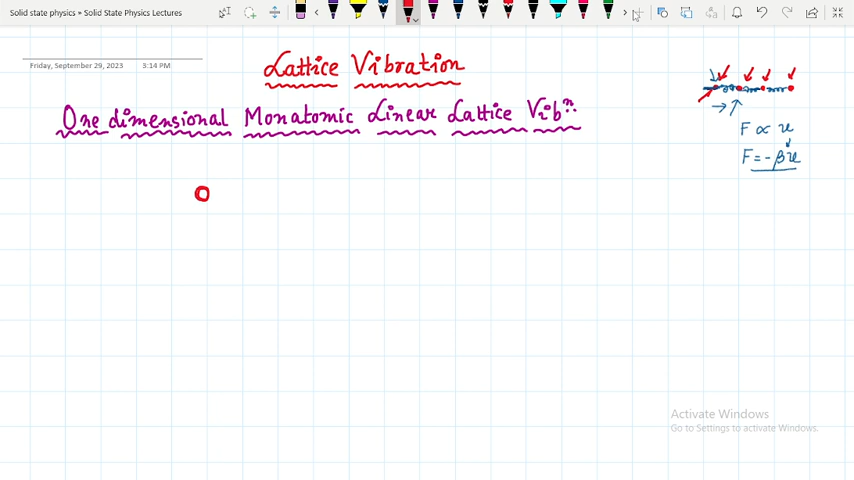 Solid state physics » Solid State Physics Lectures
Friday, September 29, 2023 3:14 PM
Lattice Vibration
One dimensional Monatomic Linear Lattice Vibⁿ.
F ∝ x
F = - βx
Activate Windows
Go to Settings to activate Windows.